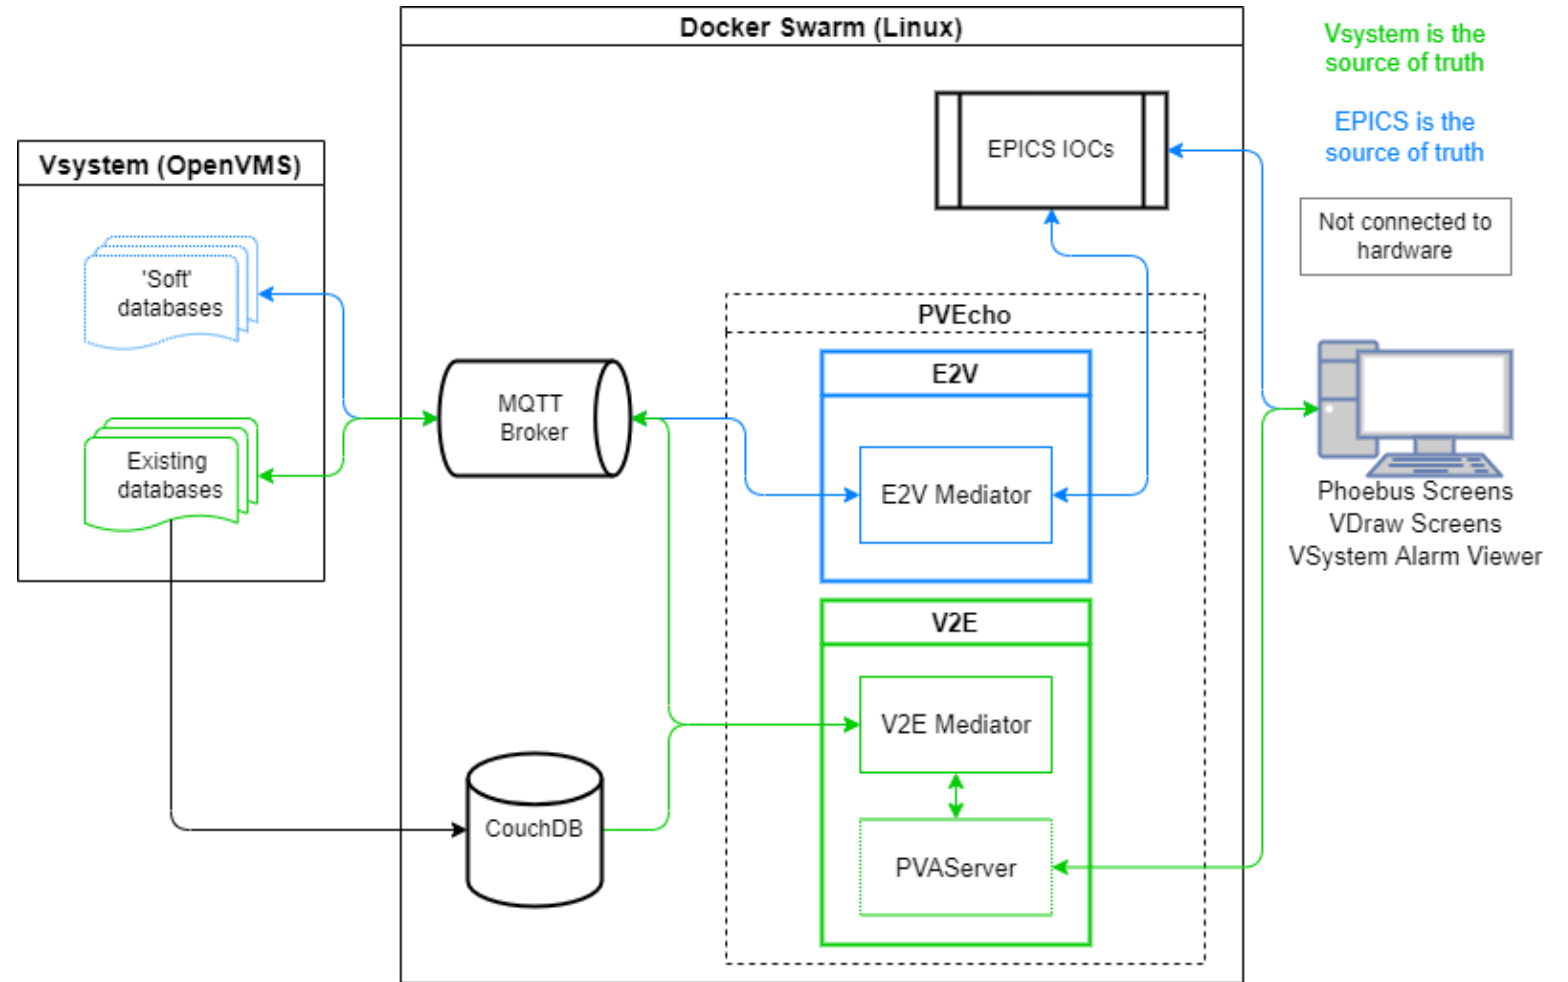 Docker Swarm (Linux)
Vsystem is the
source of truth
EPICS is the
source of truth
Not connected to
hardware
EPICS IOCs
Vsystem (OpenVMS)
'Soft'
databases
Existing
databases
MQTT
Broker
PVEcho
E2V
E2V Mediator
V2E
V2E Mediator
PVAServer
CouchDB
Phoebus Screens
VDraw Screens
VSystem Alarm Viewer